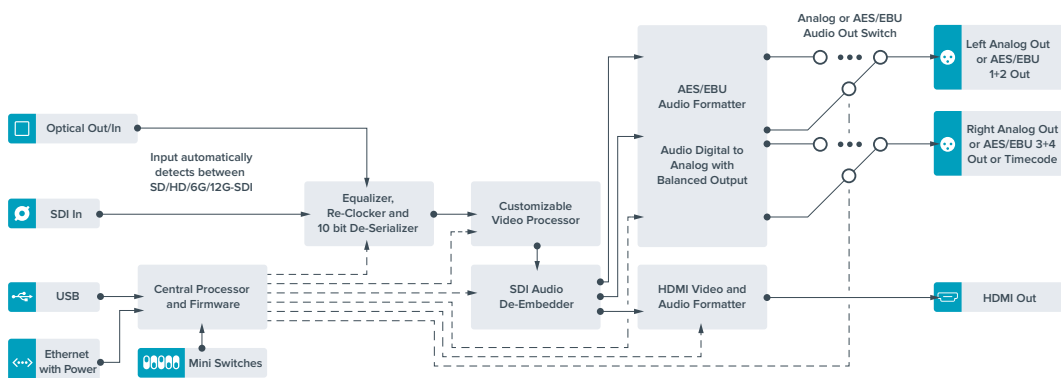 Analog or AES/EBU
Audio Out Switch
Left Analog Out
or AES/EBU
1+2 Out
AES/EBU
Audio Formatter
Optical Out/In
Right Analog Out
or AES/EBU 3+4
Out or Timecode
Input automatically
detects between
SD/HD/6G/12G-SDI
Audio Digital to
Analog with
Balanced Output
SDI In
Equalizer,
Re-Clocker and
10 bit De-Serializer
Customizable
Video Processor
USB
Central Processor
and Firmware
SDI Audio
De-Embedder
HDMI Video and
Audio Formatter
HDMI Out
Ethernet
with Power
Mini Switches